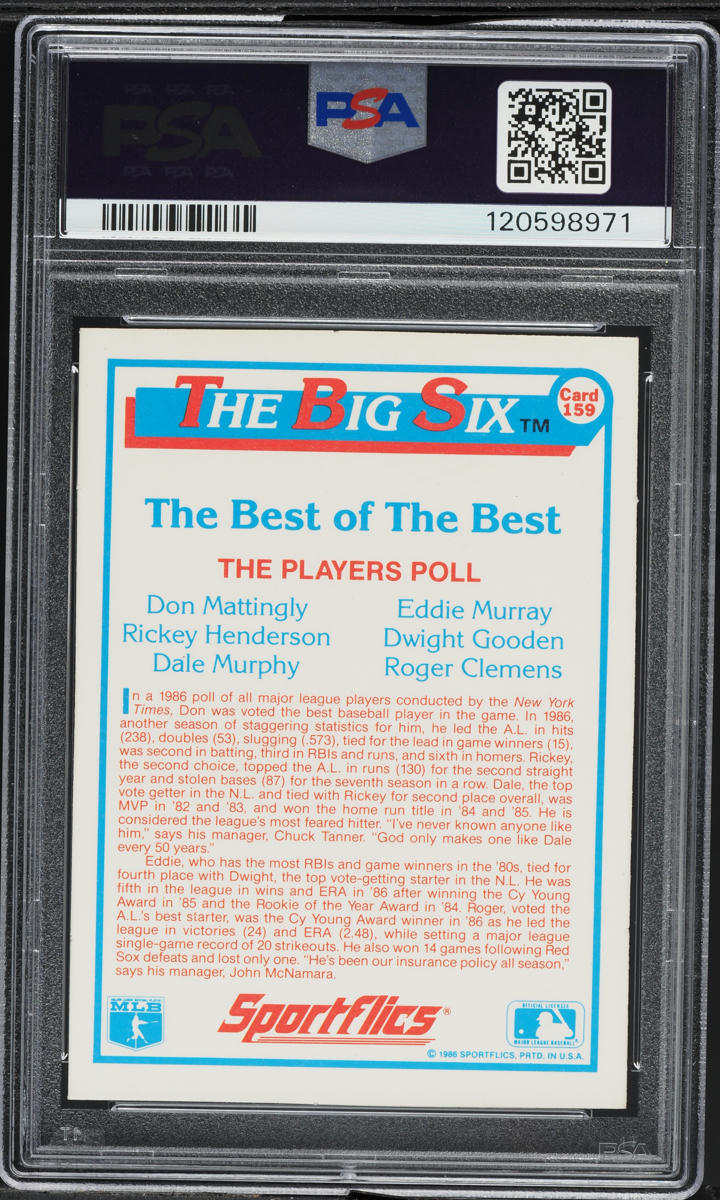 PSA PSA PSA
PSA
PSA PSA PSA
PSA
120598971
THE BIG SIX™
Card
159
The Best of The Best
THE PLAYERS POLL
Don Mattingly
Rickey Henderson
Dale Murphy
Eddie Murray
Dwight Gooden
Roger Clemens
In a 1986 poll of all major league players conducted by the New York
Times, Don was voted the best baseball player in the game. In 1986,
another season of staggering statistics for him, he led the A.L. in hits
(238), doubles (53), slugging (.573), tied for the lead in game winners (15),
was second in batting, third in RBIs and runs, and sixth in homers. Rickey,
the second choice, topped the A.L. in runs (130) for the second straight
year and stolen bases (87) for the seventh season in a row. Dale, the top
vote getter in the N.L. and tied with Rickey for second place overall, was
MVP in '82 and '83, and won the home run title in '84 and '85. He is
considered the league's most feared hitter. "I've never known anyone like
him," says his manager, Chuck Tanner. "God only makes one like Dale
every 50 years."
Eddie, who has the most RBIs and game winners in the '80s, tied for
fourth place with Dwight, the top vote-getting starter in the N.L. He was
fifth in the league in wins and ERA in '86 after winning the Cy Young
Award in '85 and the Rookie of the Year Award in '84. Roger, voted the
A.L.'s best starter, was the Cy Young Award winner in '86 as he led the
league in victories (24) and ERA (2.48), while setting a major league
single-game record of 20 strikeouts. He also won 14 games following Red
Sox defeats and lost only one. "He's been our insurance policy all season,"
says his manager, John McNamara.
MLB
Sportflics®
OFFICIAL LICENSEE
MAJOR LEAGUE BASEBALL®
© 1986 SPORTFLICS, PRTD. IN U.S.A.
PSA